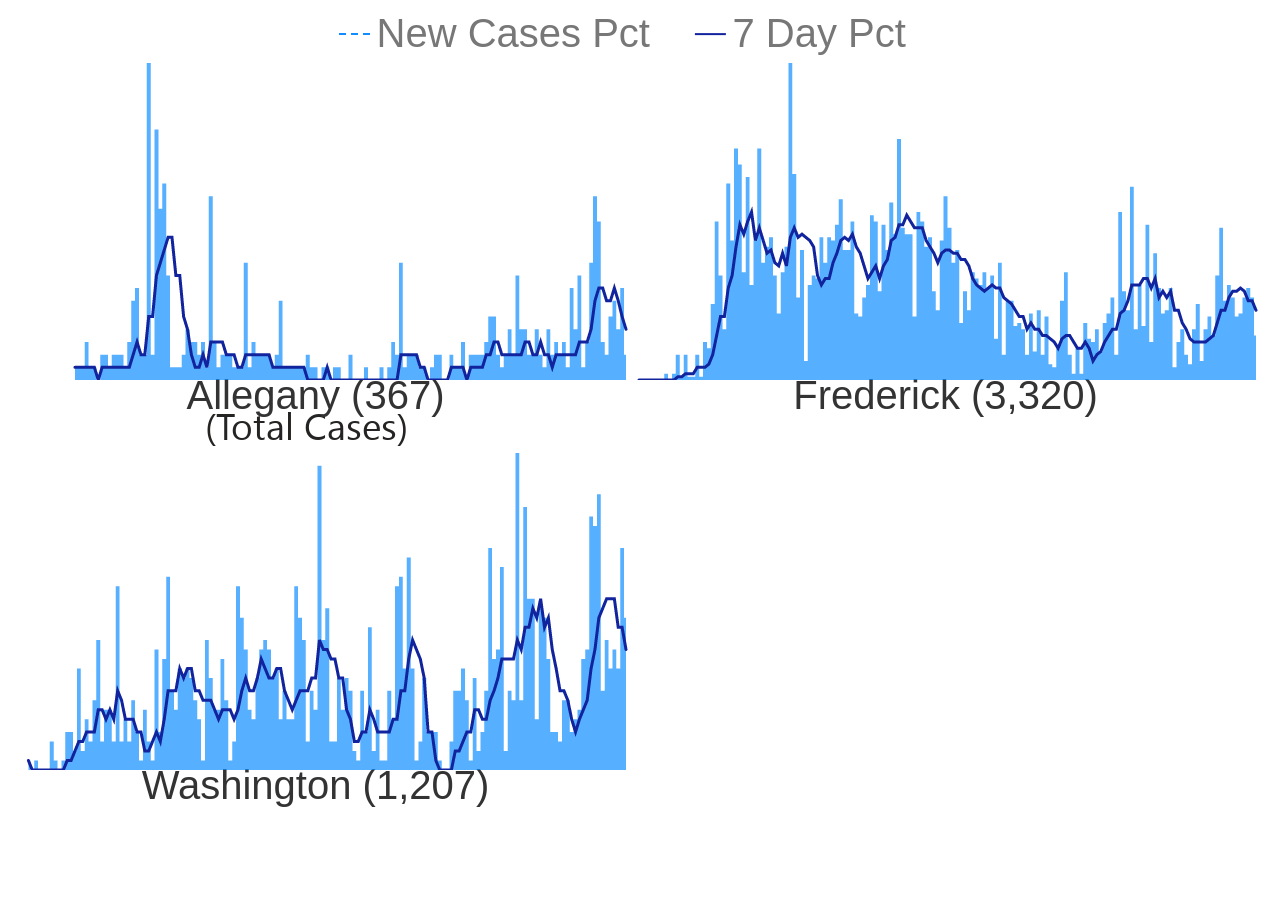 New Cases Pct 7 Day Pct
Allegany (367)
(Total Cases)
Frederick (3,320)
Washington (1,207)